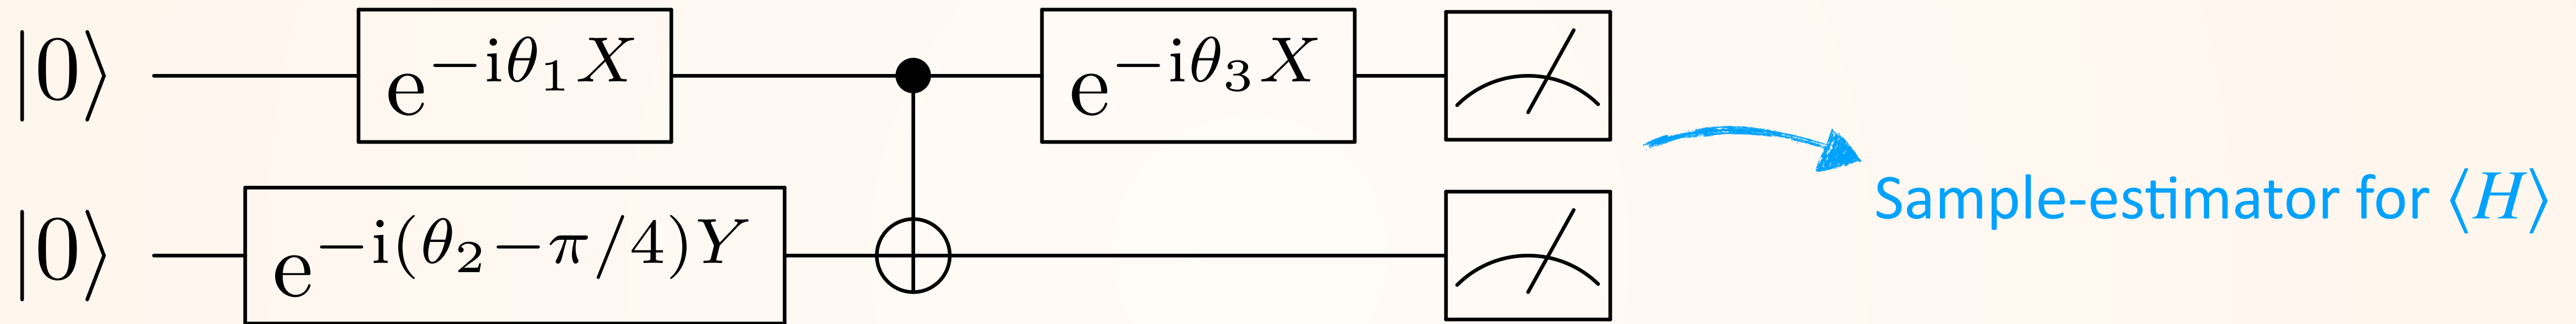 |0⟩ e^{−iθ₁X} e^{−iθ₃X}
|0⟩ e^{−i(θ₂−π/4)Y}
Sample-estimator for ⟨H⟩